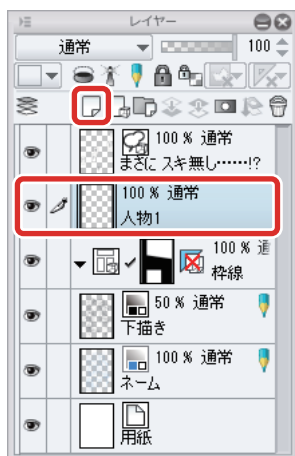 レイヤー
通常 100
100 % 通常
まさに スキ無し……!?
100 % 通常
人物1
100 % 通
枠線
50 % 通常
下描き
100 % 通常
ネーム
用紙